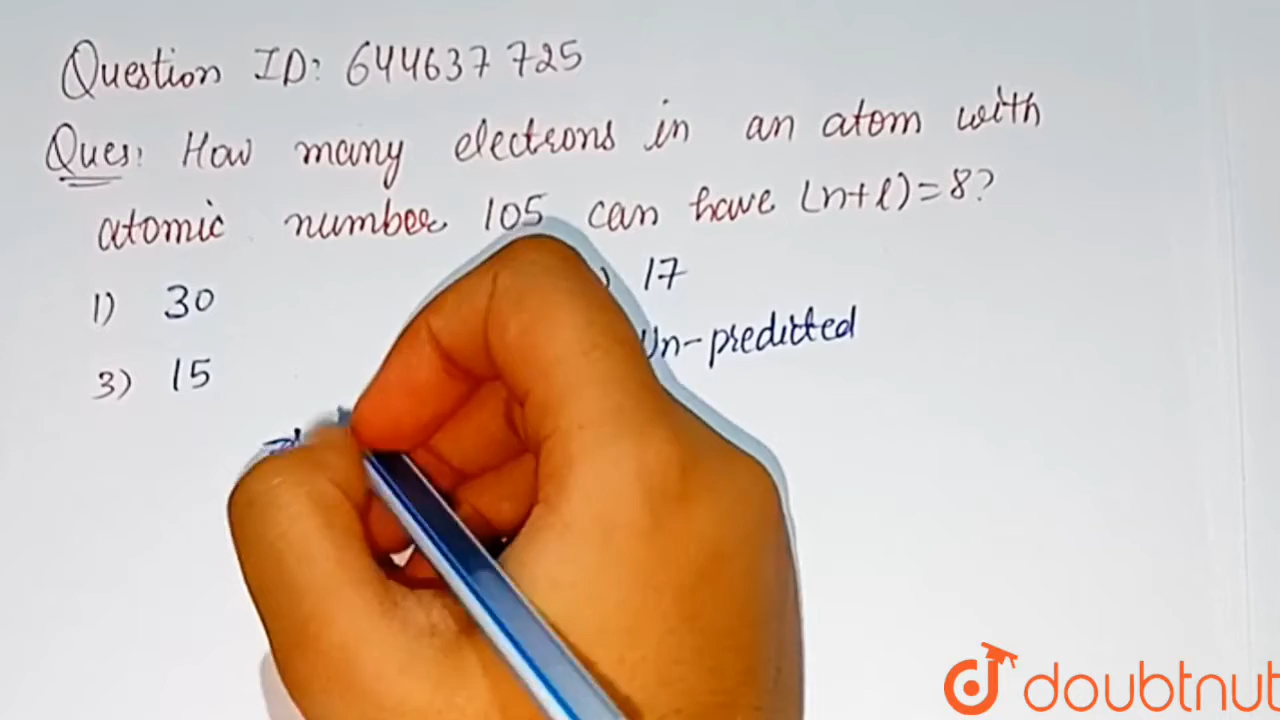 Question ID: 644637725
Ques: How many electrons in an atom with
atomic number 105 can have (n+l)=8?
1) 30 ) 17
3) 15 Un-predicted
doubtnut